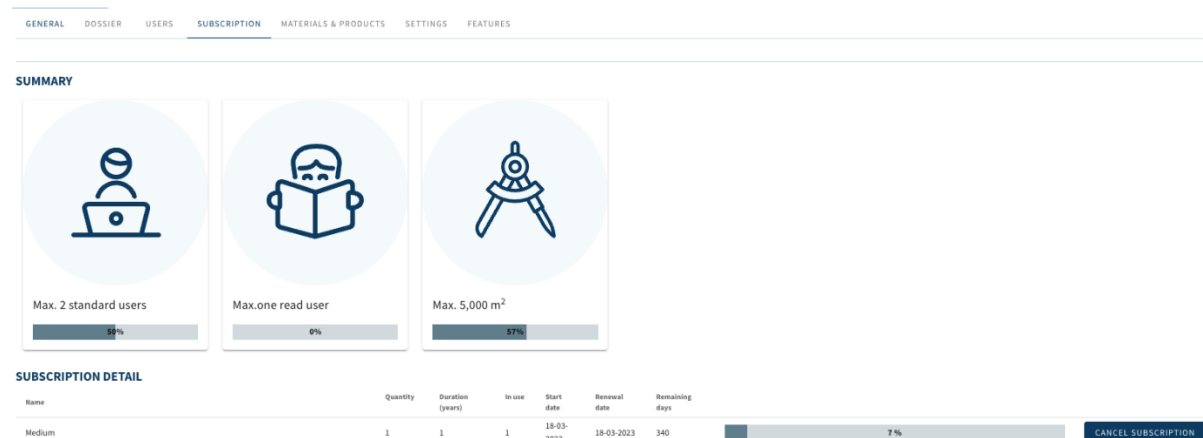 GENERAL DOSSIER USERS SUBSCRIPTION MATERIALS & PRODUCTS SETTINGS FEATURES
SUMMARY
Max. 2 standard users
50%
Max.one read user
0%
Max. 5,000 m²
57%
SUBSCRIPTION DETAIL
Name Quantity Duration (years) In use Start date Renewal date Remaining days
Medium 1 1 1 18-03- 18-03-2023 340 7 % CANCEL SUBSCRIPTION